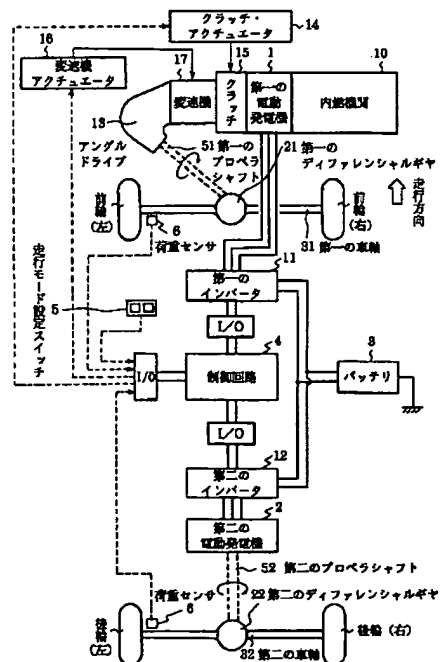 クラッチ・
アクチュエータ
14
16
変速機
アクチュエータ
17
変速機
15
クラッチ
1
第一の
電動
発電機
10
内燃機関
13
アングル
ドライブ
51 第一の
プロペラ
シャフト
21 第一の
ディファレンシャルギヤ
前輪
(左)
6
荷重センサ
前輪
(右)
走行方向
31 第一の車軸
11
第一の
インバータ
走行モード設定スイッチ
5
I/O
I/O
4
制御回路
3
バッテリ
I/O
12
第二の
インバータ
2
第二の
電動発電機
52 第二のプロペラシャフト
荷重センサ
6
22 第二のディファレンシャルギヤ
後輪
(左)
後輪(右)
32 第二の車軸